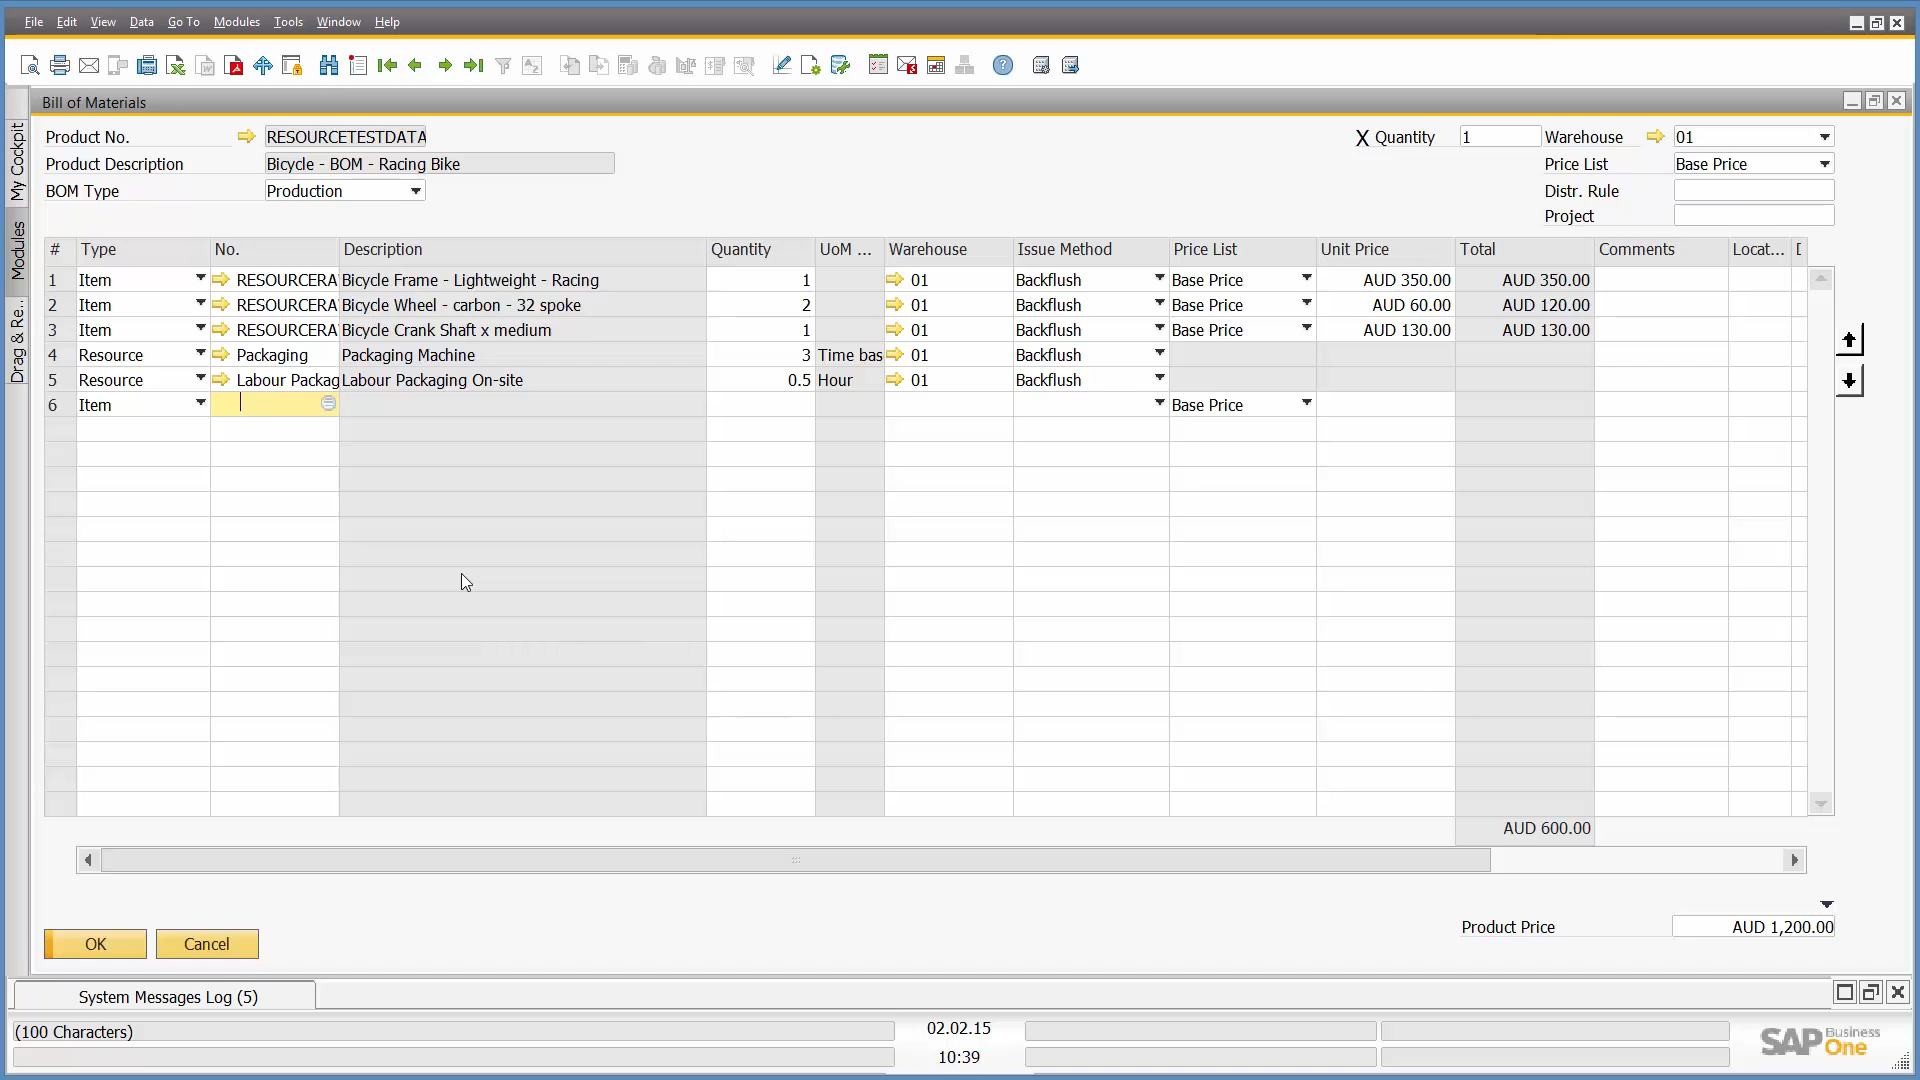 File Edit View Data Go To Modules Tools Window Help
Bill of Materials
My Cockpit
Modules
Drag & Re...
Product No. RESOURCETESTDATA X Quantity 1 Warehouse 01
Product Description Bicycle - BOM - Racing Bike Price List Base Price
BOM Type Production Distr. Rule
Project
# Type No. Description Quantity UoM ... Warehouse Issue Method Price List Unit Price Total Comments Locat...
1 Item RESOURCERA Bicycle Frame - Lightweight - Racing 1 01 Backflush Base Price AUD 350.00 AUD 350.00
2 Item RESOURCERA Bicycle Wheel - carbon - 32 spoke 2 01 Backflush Base Price AUD 60.00 AUD 120.00
3 Item RESOURCERA Bicycle Crank Shaft x medium 1 01 Backflush Base Price AUD 130.00 AUD 130.00
4 Resource Packaging Packaging Machine 3 Time bas 01 Backflush
5 Resource Labour Packag Labour Packaging On-site 0.5 Hour 01 Backflush
6 Item Base Price
AUD 600.00
Product Price AUD 1,200.00
OK Cancel
System Messages Log (5)
(100 Characters) 02.02.15
10:39
SAP Business One